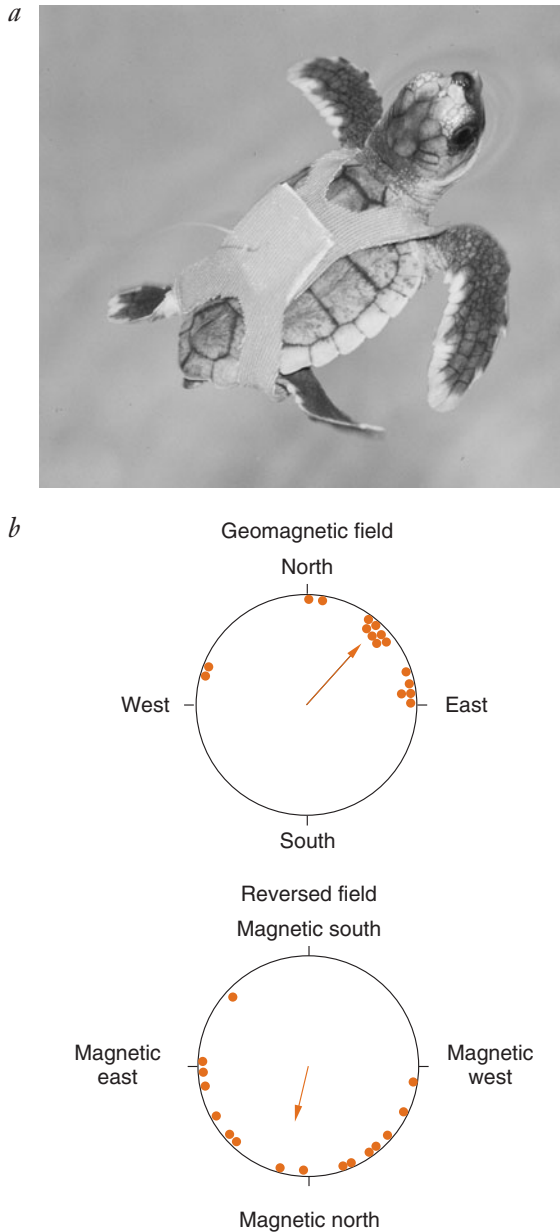 a
b
Geomagnetic field
North
West
East
South
Reversed field
Magnetic south
Magnetic
east
Magnetic
west
Magnetic north